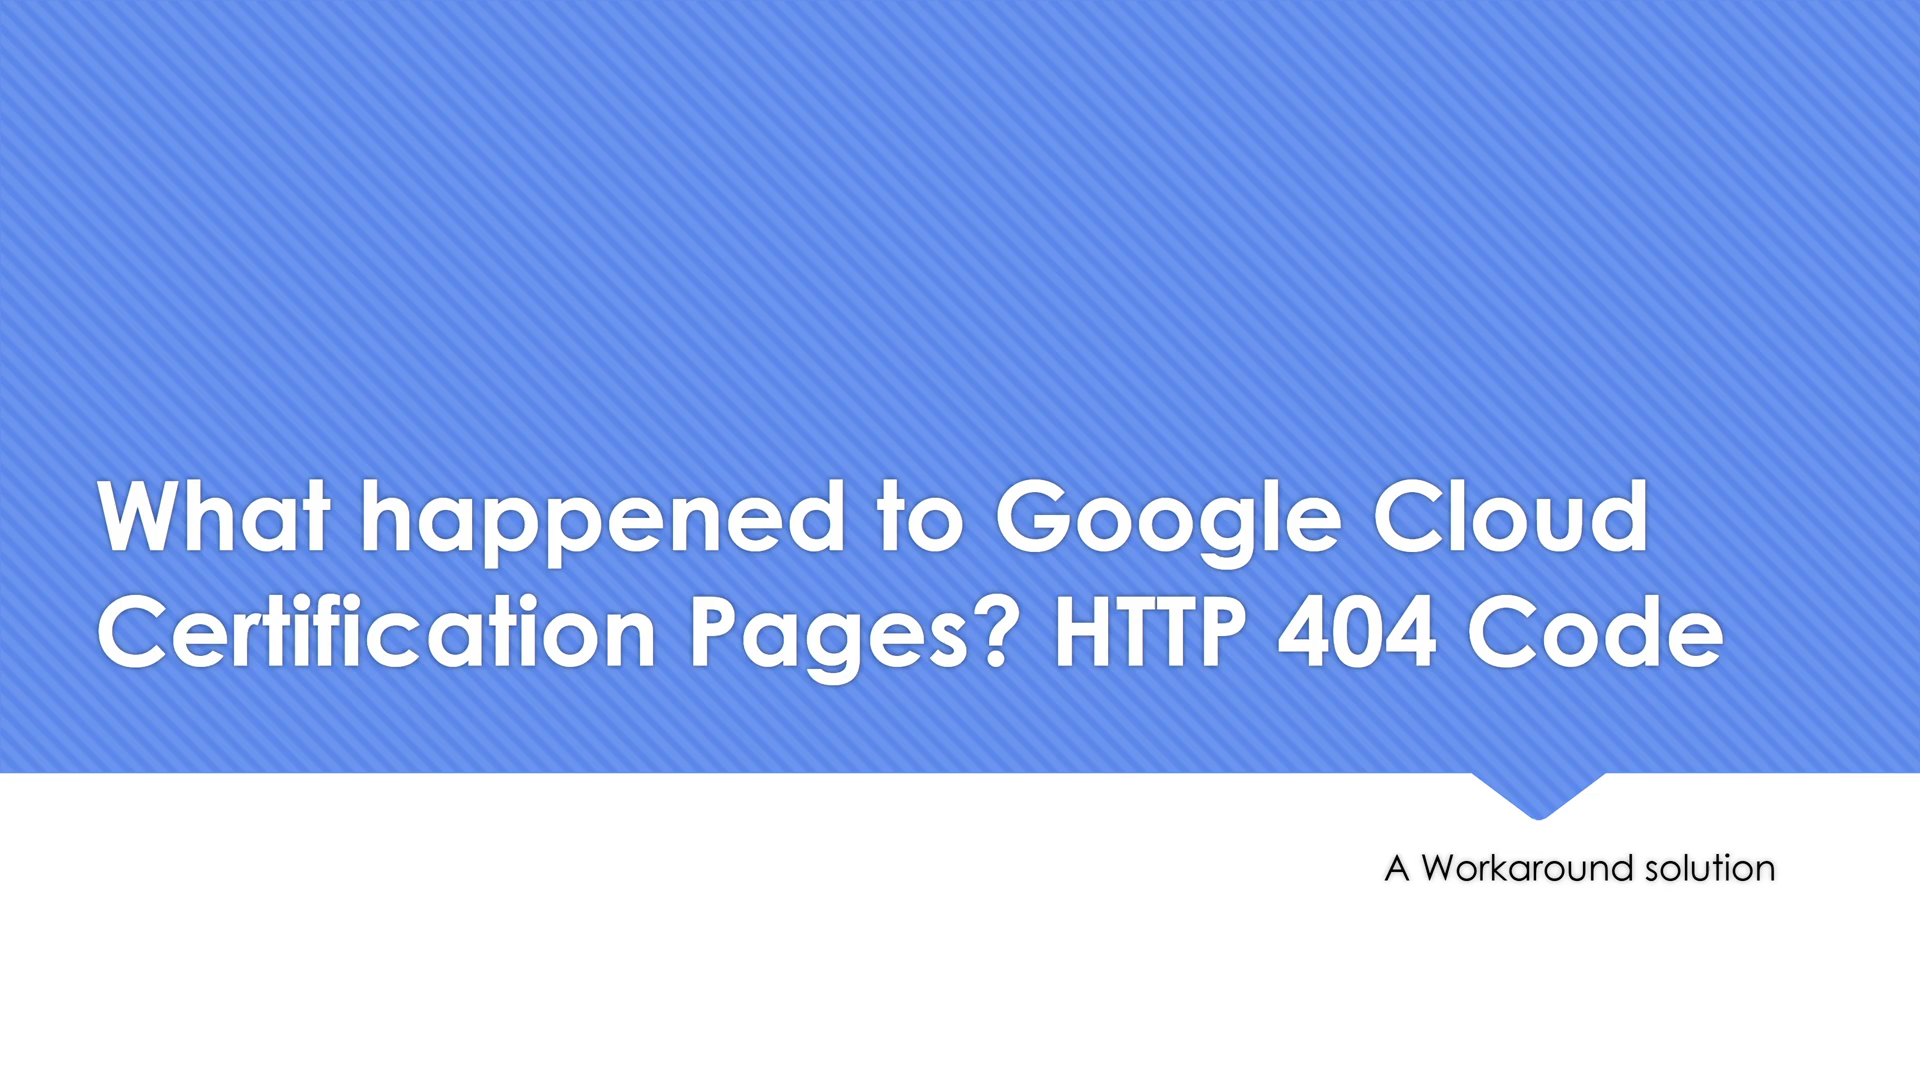 What happened to Google Cloud
Certification Pages? HTTP 404 Code
A Workaround solution